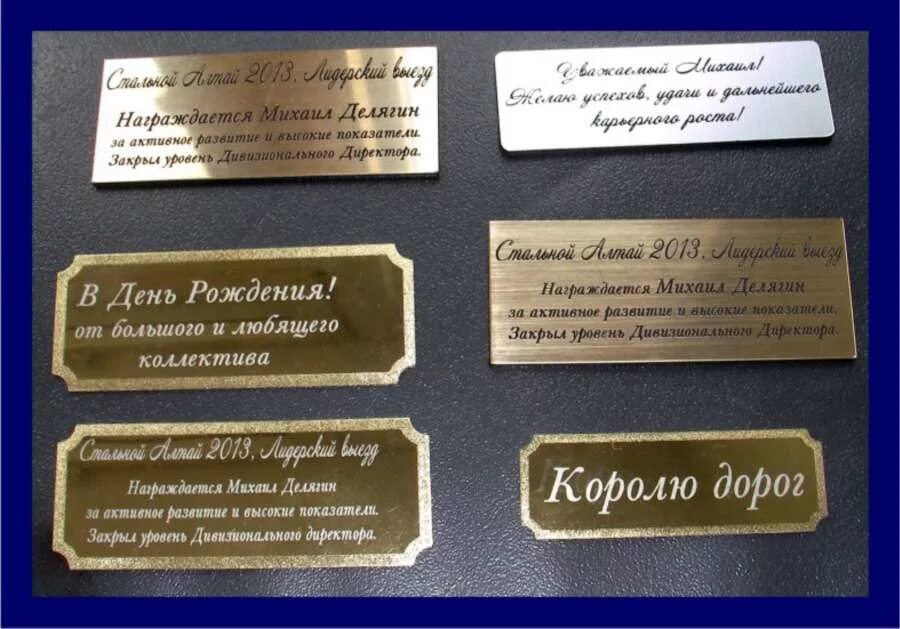 Стальной Алтай 2013, Лидерский выезд
Награждается Михаил Делягин
за активное развитие и высокие показатели.
Закрыл уровень Дивизионального Директора.
Уважаемый Михаил!
Желаю успехов, удачи и дальнейшего
карьерного роста!
В День Рождения!
от большого и любящего
коллектива
Стальной Алтай 2013, Лидерский выезд
Награждается Михаил Делягин
за активное развитие и высокие показатели.
Закрыл уровень Дивизионального Директора.
Стальной Алтай 2013, Лидерский выезд
Награждается Михаил Делягин
за активное развитие и высокие показатели.
Закрыл уровень Дивизионального директора.
Королю дорог